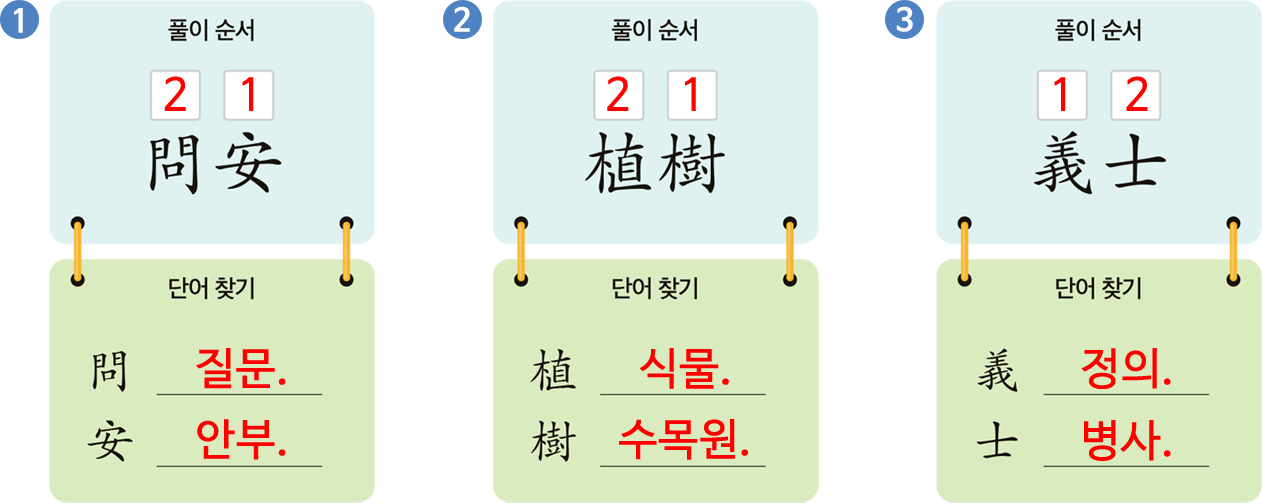 1
풀이 순서
2 1
問安
단어 찾기
問 질문.
安 안부.
2
풀이 순서
2 1
植樹
단어 찾기
植 식물.
樹 수목원.
3
풀이 순서
1 2
義士
단어 찾기
義 정의.
士 병사.